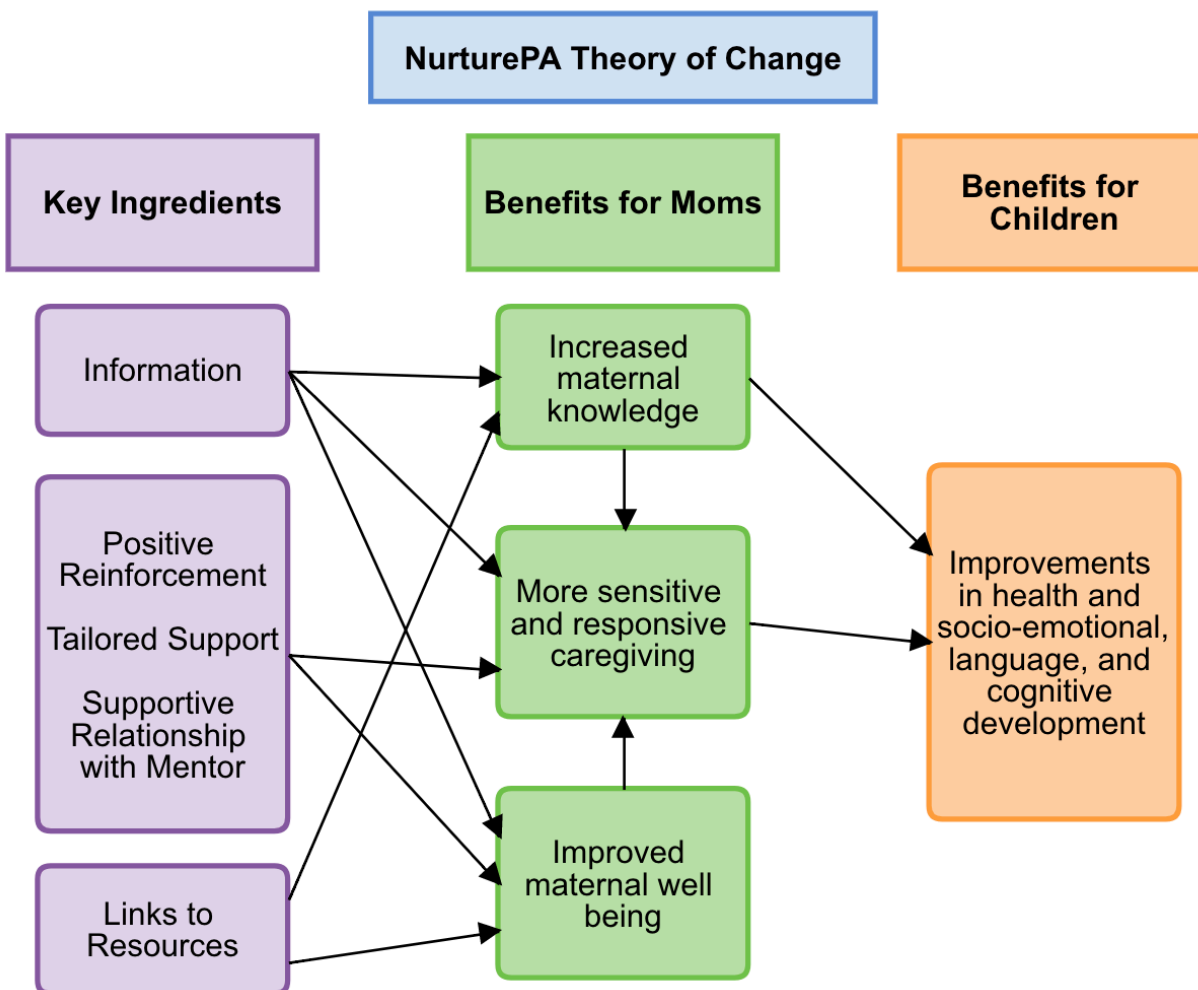 NurturePA Theory of Change
Key Ingredients
Benefits for Moms
Benefits for
Children
Information
Positive
Reinforcement
Tailored Support
Supportive
Relationship
with Mentor
Links to
Resources
Increased
maternal
knowledge
More sensitive
and responsive
caregiving
Improved
maternal well
being
Improvements
in health and
socio-emotional,
language, and
cognitive
development